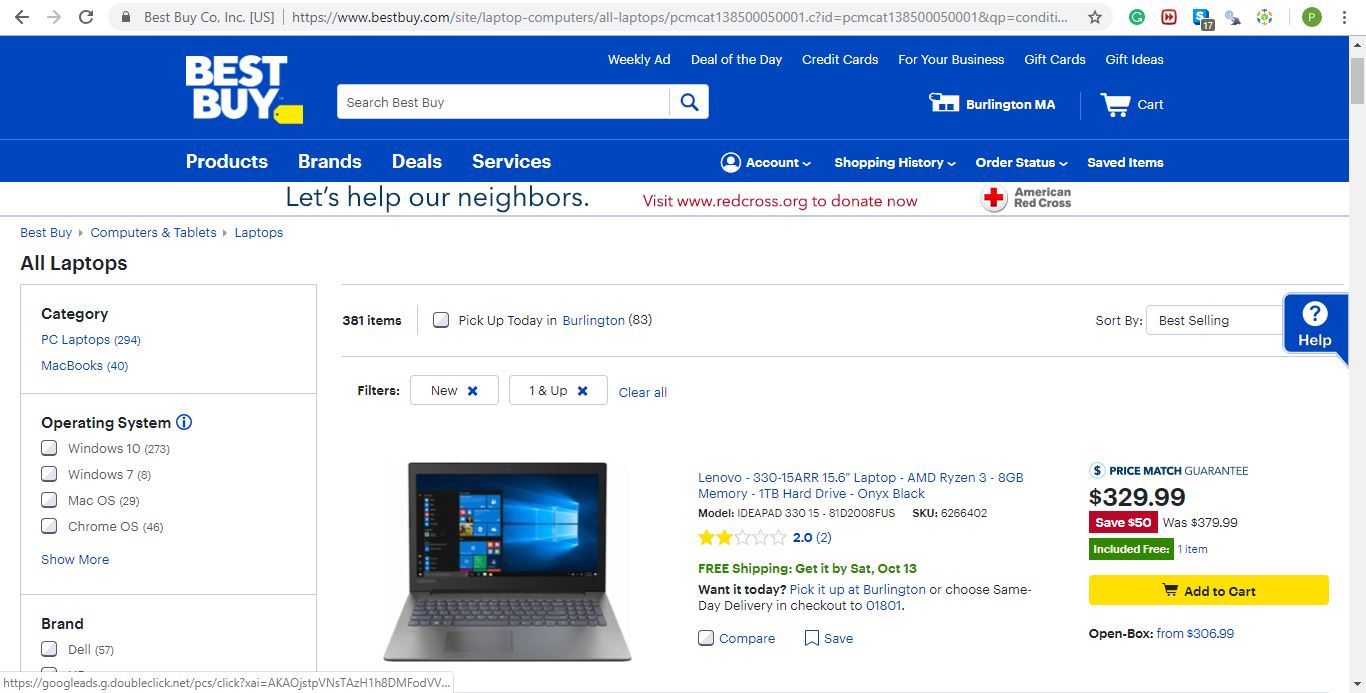 Best Buy Co, Inc. [US] https://www.bestbuy.com/site/laptop-computers/all-laptops/pcmcat138500050001.c?id=pcmcat138500050001&qp=conditi...
17
P
Weekly Ad Deal of the Day Credit Cards For Your Business Gift Cards Gift Ideas
BEST
BUY
Search Best Buy
Burlington MA
Cart
Products Brands Deals Services
Account Shopping History Order Status Saved Items
Let's help our neighbors. Visit www.redcross.org to donate now
American
Red Cross
Best Buy Computers & Tablets Laptops
All Laptops
Category
PC Laptops (294)
MacBooks (40)
Operating System
Windows 10 (273)
Windows 7 (8)
Mac OS (29)
Chrome OS (46)
Show More
Brand
Dell (57)
381 items
Pick Up Today in Burlington (83)
Sort By: Best Selling
?
Help
Filters: New 1 & Up Clear all
Lenovo - 330-15ARR 15.6" Laptop - AMD Ryzen 3 - 8GB
Memory - 1TB Hard Drive - Onyx Black
Model: IDEAPAD 330 15 - 81D2008FUS SKU: 6266402
2.0 (2)
FREE Shipping: Get it by Sat, Oct 13
Want it today? Pick it up at Burlington or choose Same-
Day Delivery in checkout to 01801.
Compare Save
$ PRICE MATCH GUARANTEE
$329.99
Save $50 Was $379.99
Included Free: 1 item
Add to Cart
Open-Box: from $306.99
https://googleads.g.doubleclick.net/pcs/click?xai=AKAOjstpVNsTAzH1h8DMFodVV...